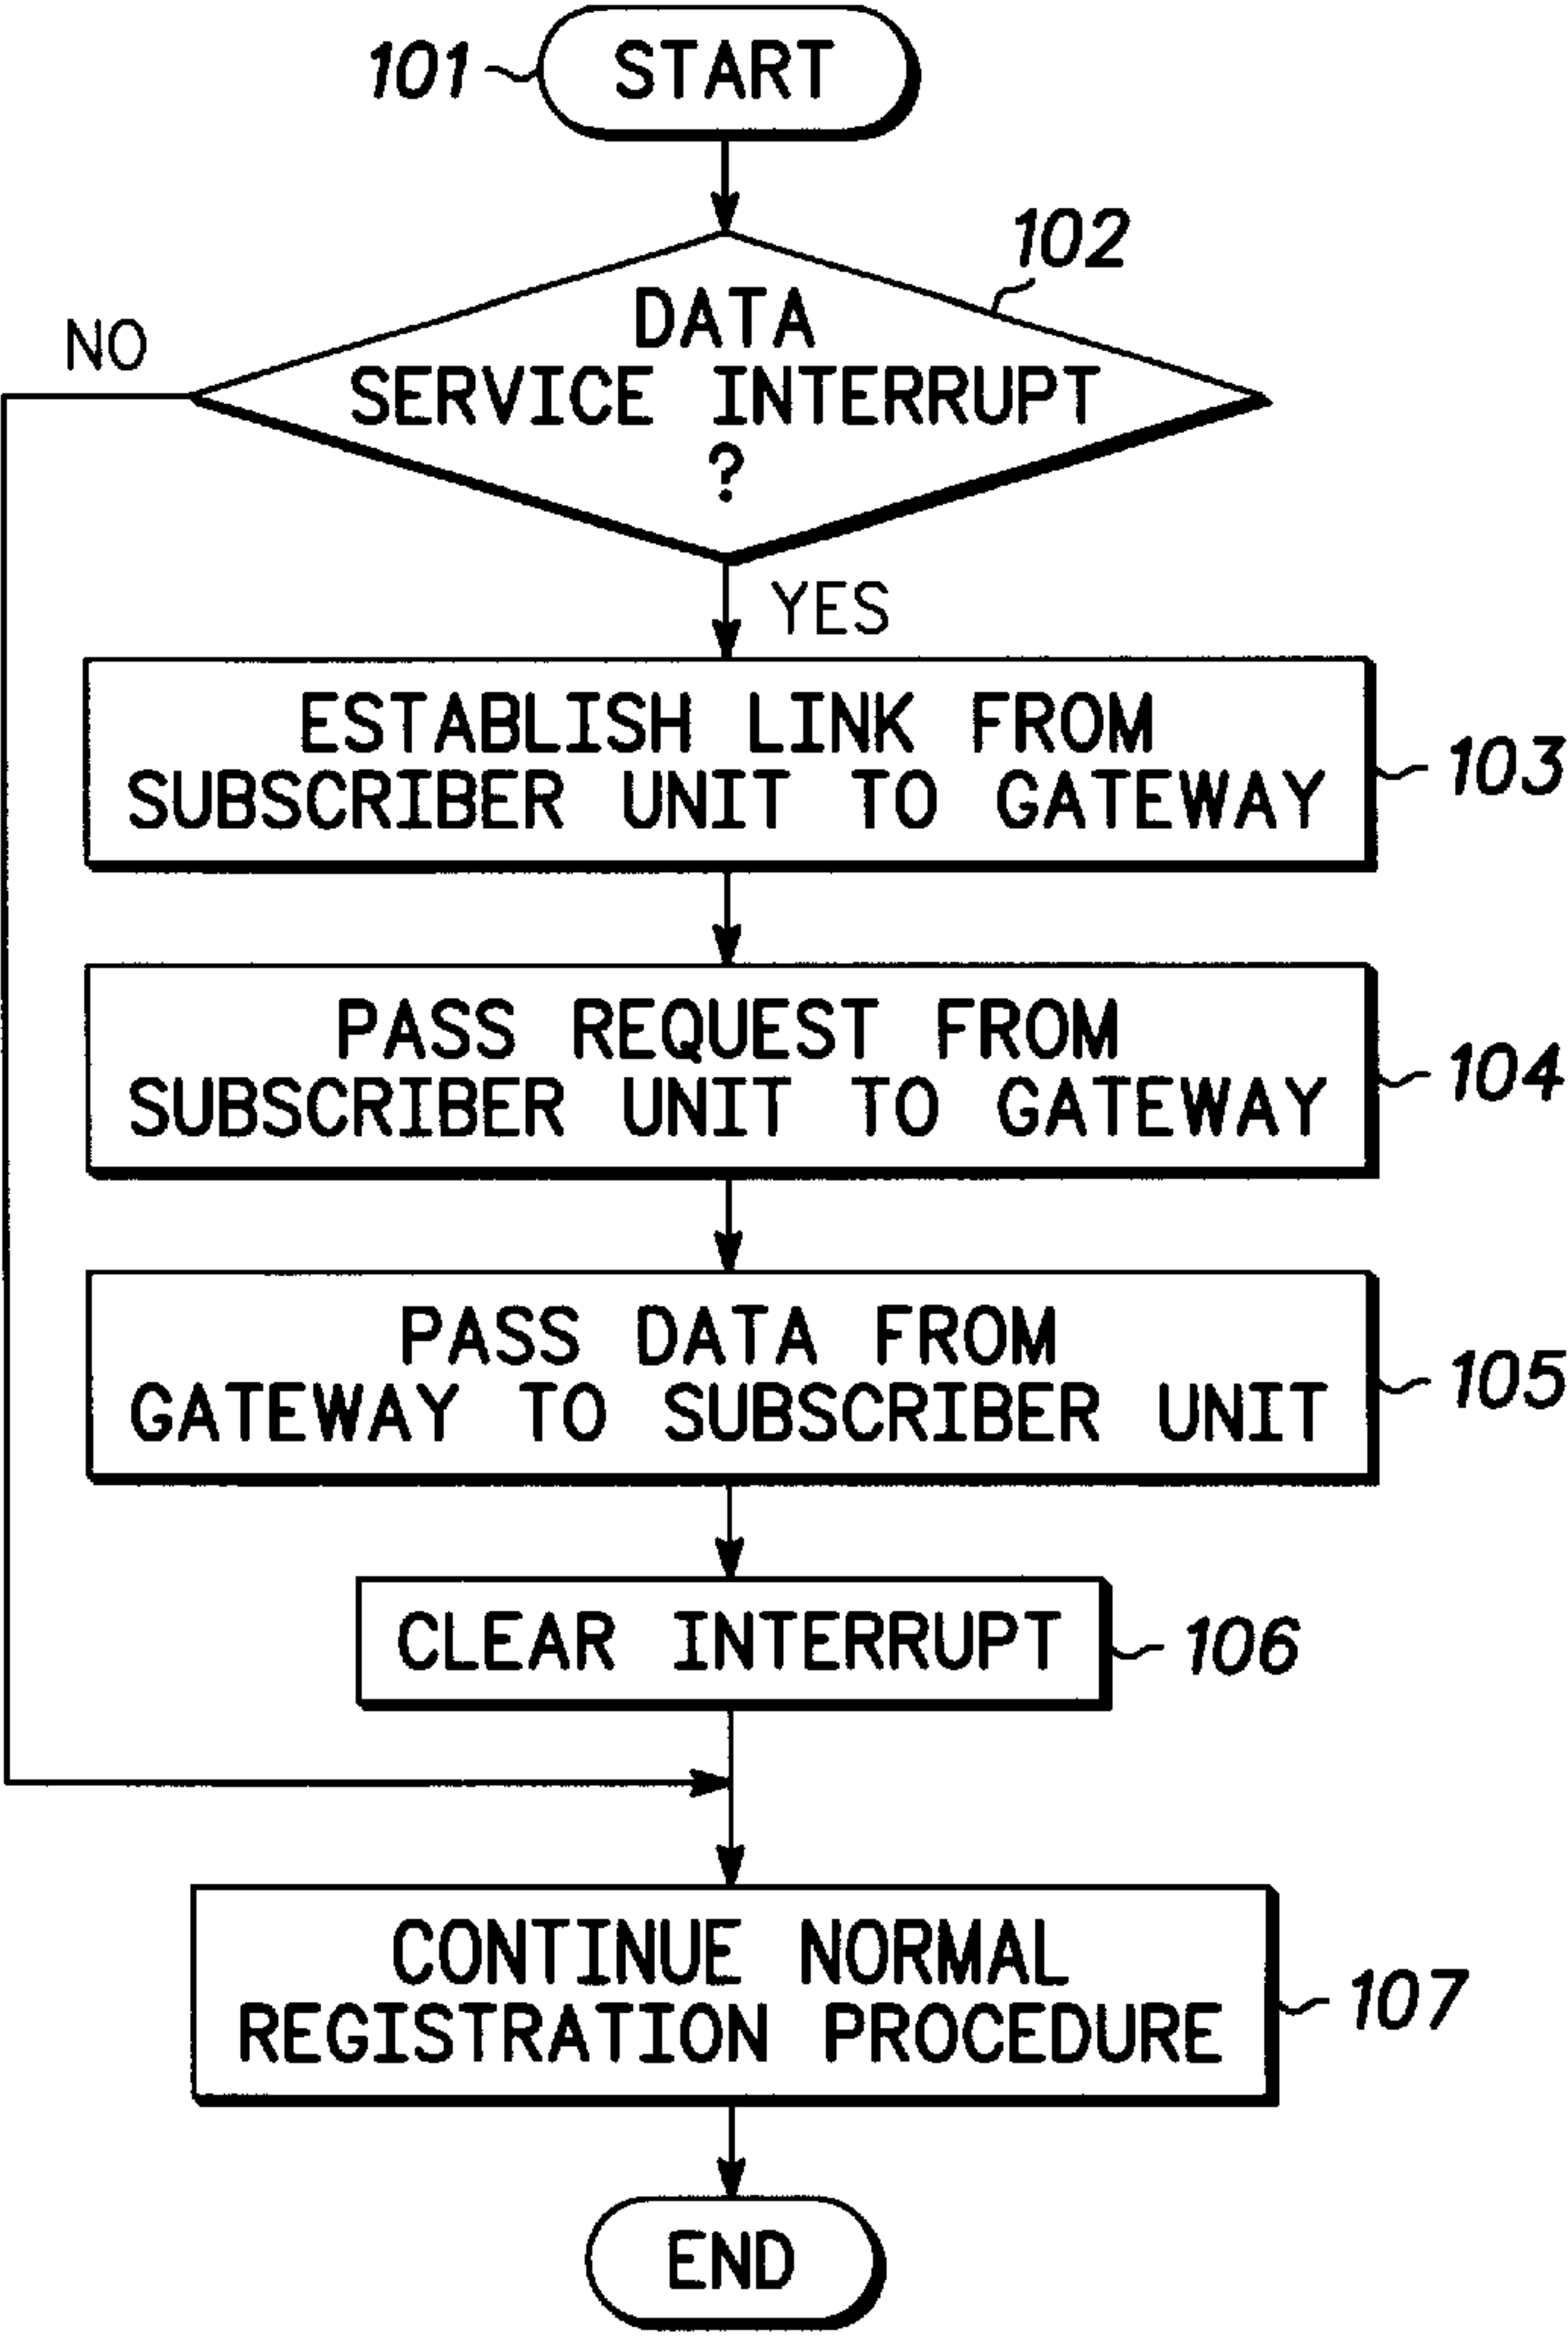 101
START
102
NO
DATA
SERVICE INTERRUPT
?
YES
ESTABLISH LINK FROM
SUBSCRIBER UNIT TO GATEWAY
103
PASS REQUEST FROM
SUBSCRIBER UNIT TO GATEWAY
104
PASS DATA FROM
GATEWAY TO SUBSCRIBER UNIT
105
CLEAR INTERRUPT
106
CONTINUE NORMAL
REGISTRATION PROCEDURE
107
END